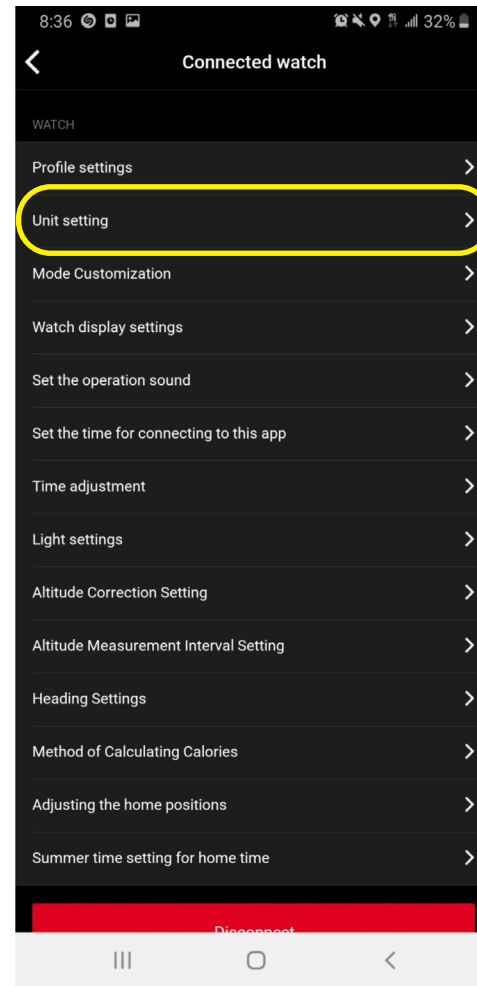 8:36 32%
Connected watch
WATCH
Profile settings
Unit setting
Mode Customization
Watch display settings
Set the operation sound
Set the time for connecting to this app
Time adjustment
Light settings
Altitude Correction Setting
Altitude Measurement Interval Setting
Heading Settings
Method of Calculating Calories
Adjusting the home positions
Summer time setting for home time
Disconnect